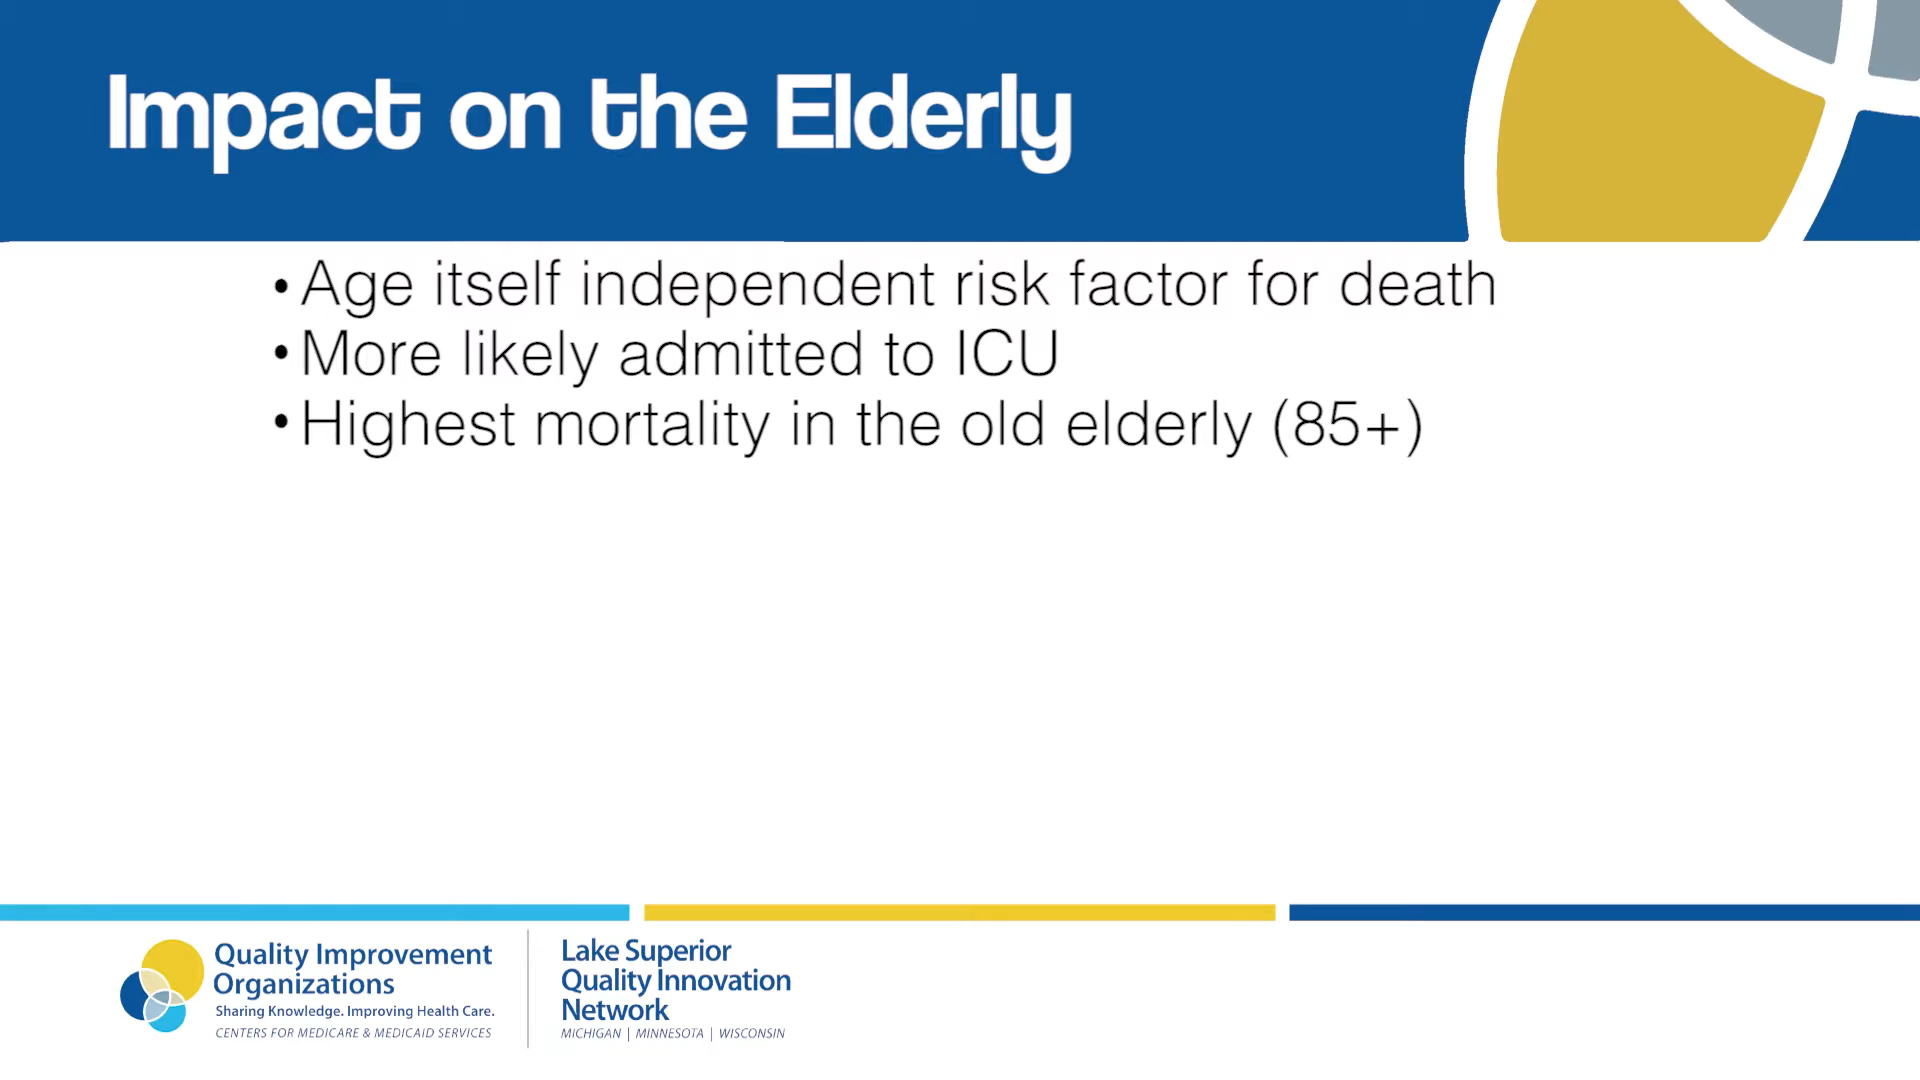 Impact on the Elderly
• Age itself independent risk factor for death
• More likely admitted to ICU
• Highest mortality in the old elderly (85+)
Quality Improvement
Organizations
Sharing Knowledge. Improving Health Care.
CENTERS FOR MEDICARE & MEDICAID SERVICES
Lake Superior
Quality Innovation
Network
MICHIGAN | MINNESOTA | WISCONSIN